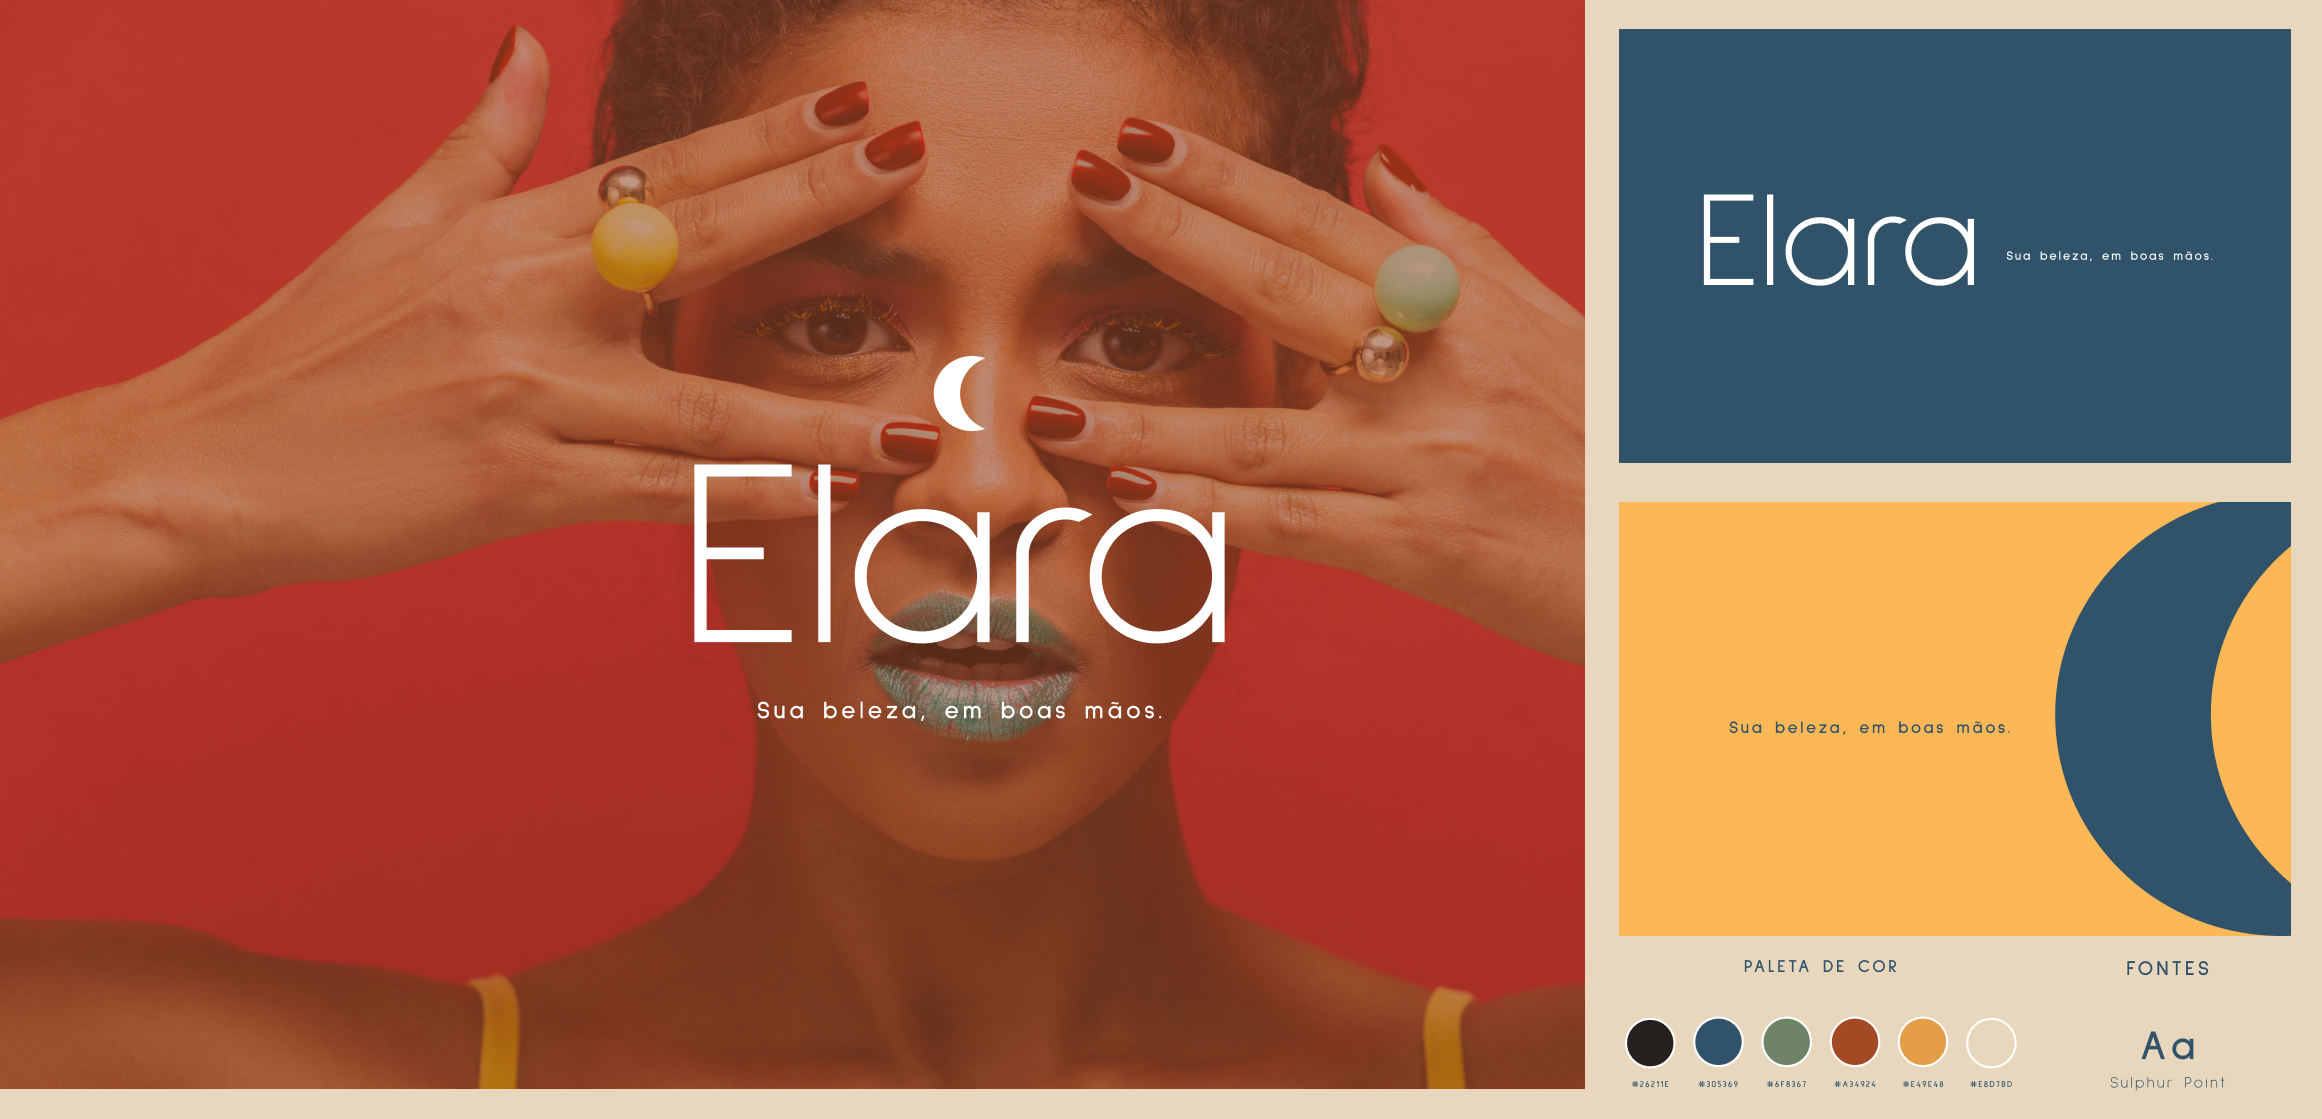 Elara
Sua beleza, em boas mãos.
Elara
Sua beleza, em boas mãos.
Sua beleza, em boas mãos.
PALETA DE COR
#26211E #305369 #6F8367 #A34924 #E49E48 #E8D7BD
FONTES
Aa
Sulphur Point